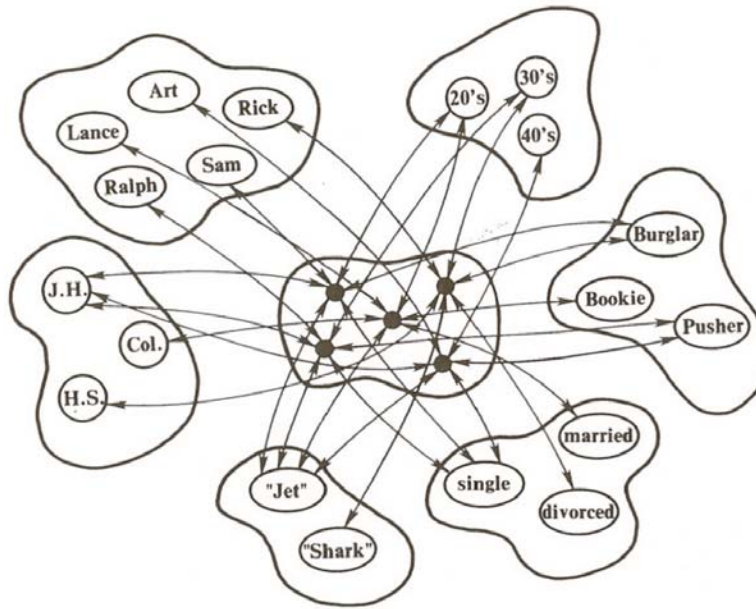 Art
Rick
Lance
Sam
Ralph
20's
30's
40's
Burglar
Bookie
Pusher
J.H.
Col.
H.S.
"Jet"
"Shark"
married
single
divorced